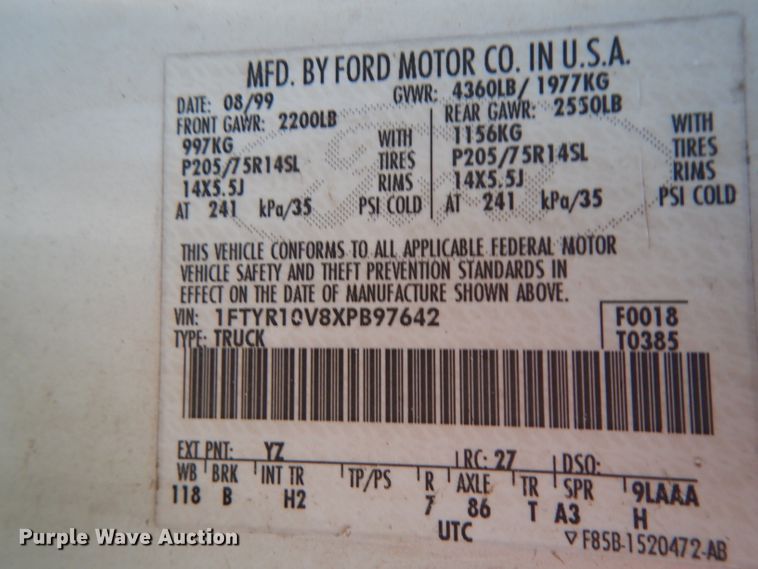 MFD. BY FORD MOTOR CO. IN U.S.A.
DATE: 08/99 GVWR: 4360LB/ 1977KG
FRONT GAWR: 2200LB REAR GAWR: 2550LB
997KG WITH 1156KG WITH
P205/75R14SL TIRES P205/75R14SL TIRES
14X5.5J RIMS 14X5.5J RIMS
AT 241 kPa/35 PSI COLD AT 241 kPa/35 PSI COLD
THIS VEHICLE CONFORMS TO ALL APPLICABLE FEDERAL MOTOR
VEHICLE SAFETY AND THEFT PREVENTION STANDARDS IN
EFFECT ON THE DATE OF MANUFACTURE SHOWN ABOVE.
VIN: 1FTYR10V8XPB97642 F0018
TYPE: TRUCK T0385
EXT PNT: YZ RC: 27 DSO:
WB BRK INT TR TP/PS R AXLE TR SPR 9LAAA
118 B H2 7 86 T A3 H
UTC ▽F85B-1520472-AB
Purple Wave Auction